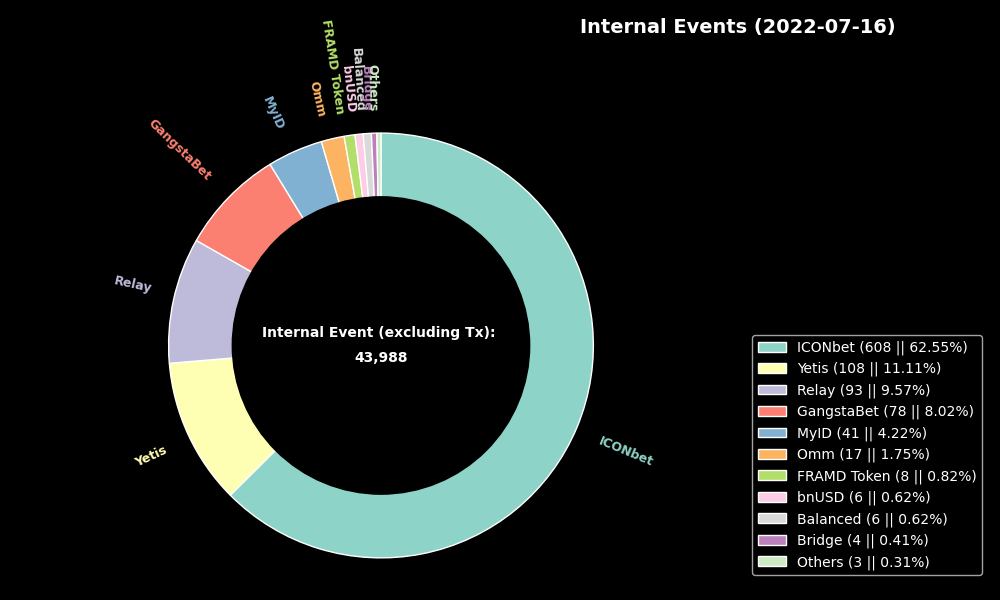 Internal Events (2022-07-16)
FRAMD Token
Balanced
Others
Bridge
bnUSD
Omm
MyID
GangstaBet
Relay
Internal Event (excluding Tx):
43,988
Yetis
ICONbet
ICONbet (608 || 62.55%)
Yetis (108 || 11.11%)
Relay (93 || 9.57%)
GangstaBet (78 || 8.02%)
MyID (41 || 4.22%)
Omm (17 || 1.75%)
FRAMD Token (8 || 0.82%)
bnUSD (6 || 0.62%)
Balanced (6 || 0.62%)
Bridge (4 || 0.41%)
Others (3 || 0.31%)